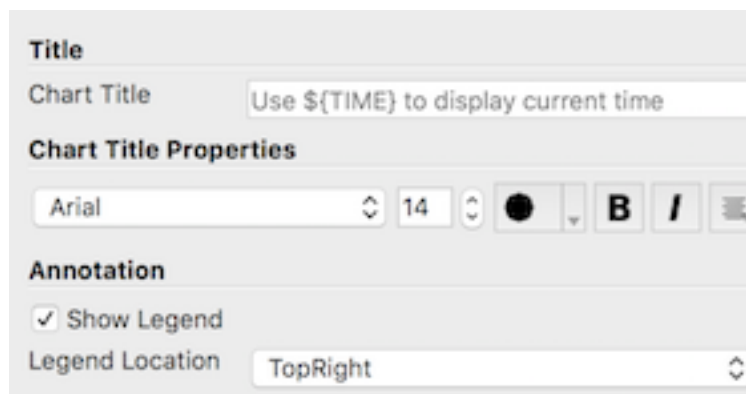 Title
Chart Title Use ${TIME} to display current time
Chart Title Properties
Arial 14 B I
Annotation
Show Legend
Legend Location TopRight